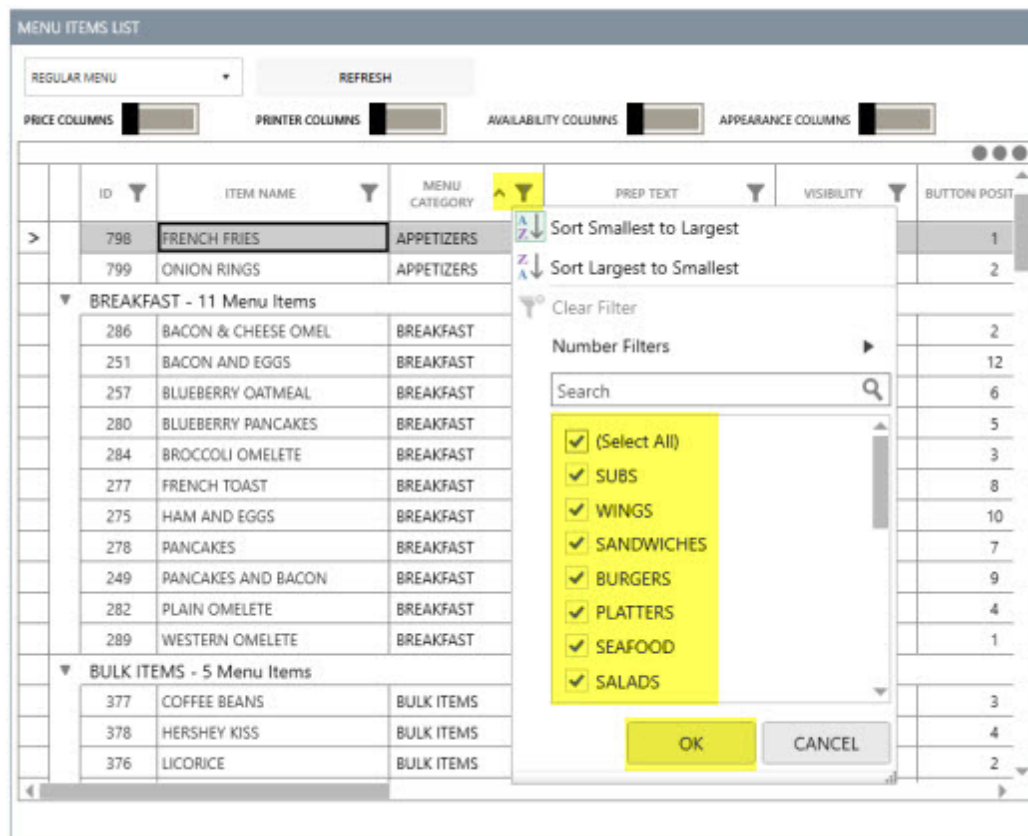 MENU ITEMS LIST
REGULAR MENU REFRESH
PRICE COLUMNS PRINTER COLUMNS AVAILABILITY COLUMNS APPEARANCE COLUMNS
ID ITEM NAME MENU CATEGORY PREP TEXT VISIBILITY BUTTON POSIT
798 FRENCH FRIES APPETIZERS 1
799 ONION RINGS APPETIZERS 2
BREAKFAST - 11 Menu Items
286 BACON & CHEESE OMEL BREAKFAST 2
251 BACON AND EGGS BREAKFAST 12
257 BLUEBERRY OATMEAL BREAKFAST 6
280 BLUEBERRY PANCAKES BREAKFAST 5
284 BROCCOLI OMELETE BREAKFAST 3
277 FRENCH TOAST BREAKFAST 8
275 HAM AND EGGS BREAKFAST 10
278 PANCAKES BREAKFAST 7
249 PANCAKES AND BACON BREAKFAST 9
282 PLAIN OMELETE BREAKFAST 4
289 WESTERN OMELETE BREAKFAST 1
BULK ITEMS - 5 Menu Items
377 COFFEE BEANS BULK ITEMS 3
378 HERSHEY KISS BULK ITEMS 4
376 LICORICE BULK ITEMS 2
Sort Smallest to Largest
Sort Largest to Smallest
Clear Filter
Number Filters
Search
(Select All)
SUBS
WINGS
SANDWICHES
BURGERS
PLATTERS
SEAFOOD
SALADS
OK CANCEL